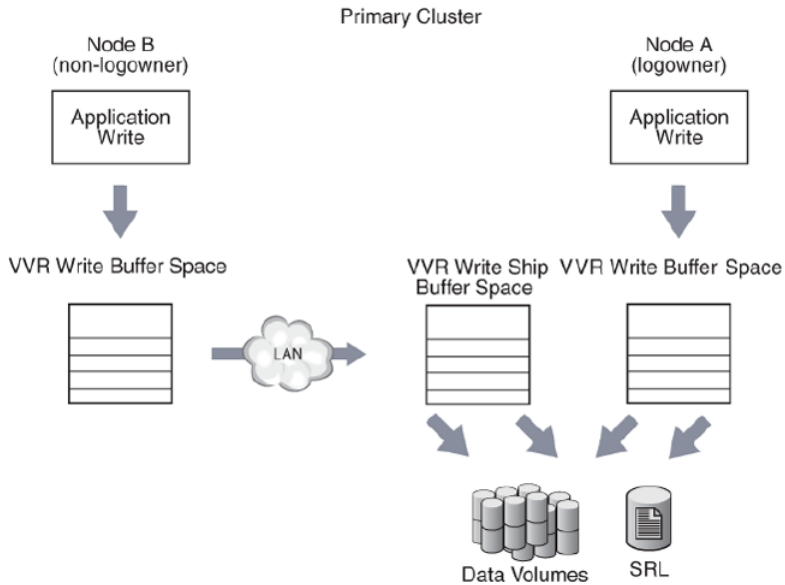 Primary Cluster
Node B
(non-logowner)
Node A
(logowner)
Application
Write
Application
Write
VVR Write Buffer Space
VVR Write Ship
Buffer Space
VVR Write Buffer Space
LAN
Data Volumes
SRL